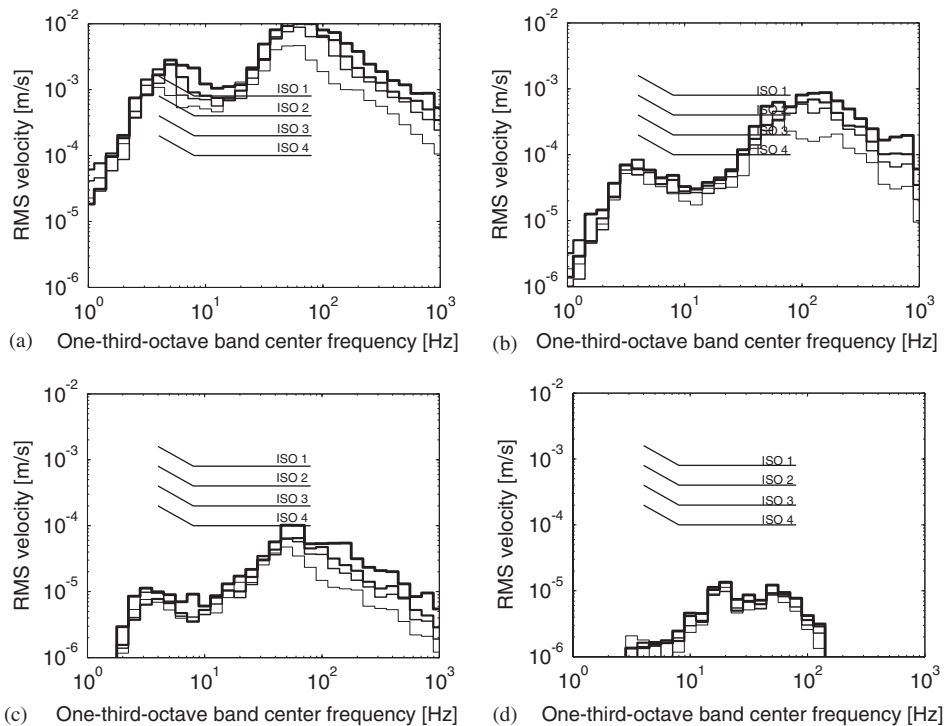 10^-2
10^-3
10^-4
10^-5
10^-6
RMS velocity [m/s]
ISO 1
ISO 2
ISO 3
ISO 4
10^0 10^1 10^2 10^3
(a) One-third-octave band center frequency [Hz]
10^-2
10^-3
10^-4
10^-5
10^-6
RMS velocity [m/s]
ISO 1
ISO 2
ISO 3
ISO 4
10^0 10^1 10^2 10^3
(b) One-third-octave band center frequency [Hz]
10^-2
10^-3
10^-4
10^-5
10^-6
RMS velocity [m/s]
ISO 1
ISO 2
ISO 3
ISO 4
10^0 10^1 10^2 10^3
(c) One-third-octave band center frequency [Hz]
10^-2
10^-3
10^-4
10^-5
10^-6
RMS velocity [m/s]
ISO 1
ISO 2
ISO 3
ISO 4
10^0 10^1 10^2 10^3
(d) One-third-octave band center frequency [Hz]